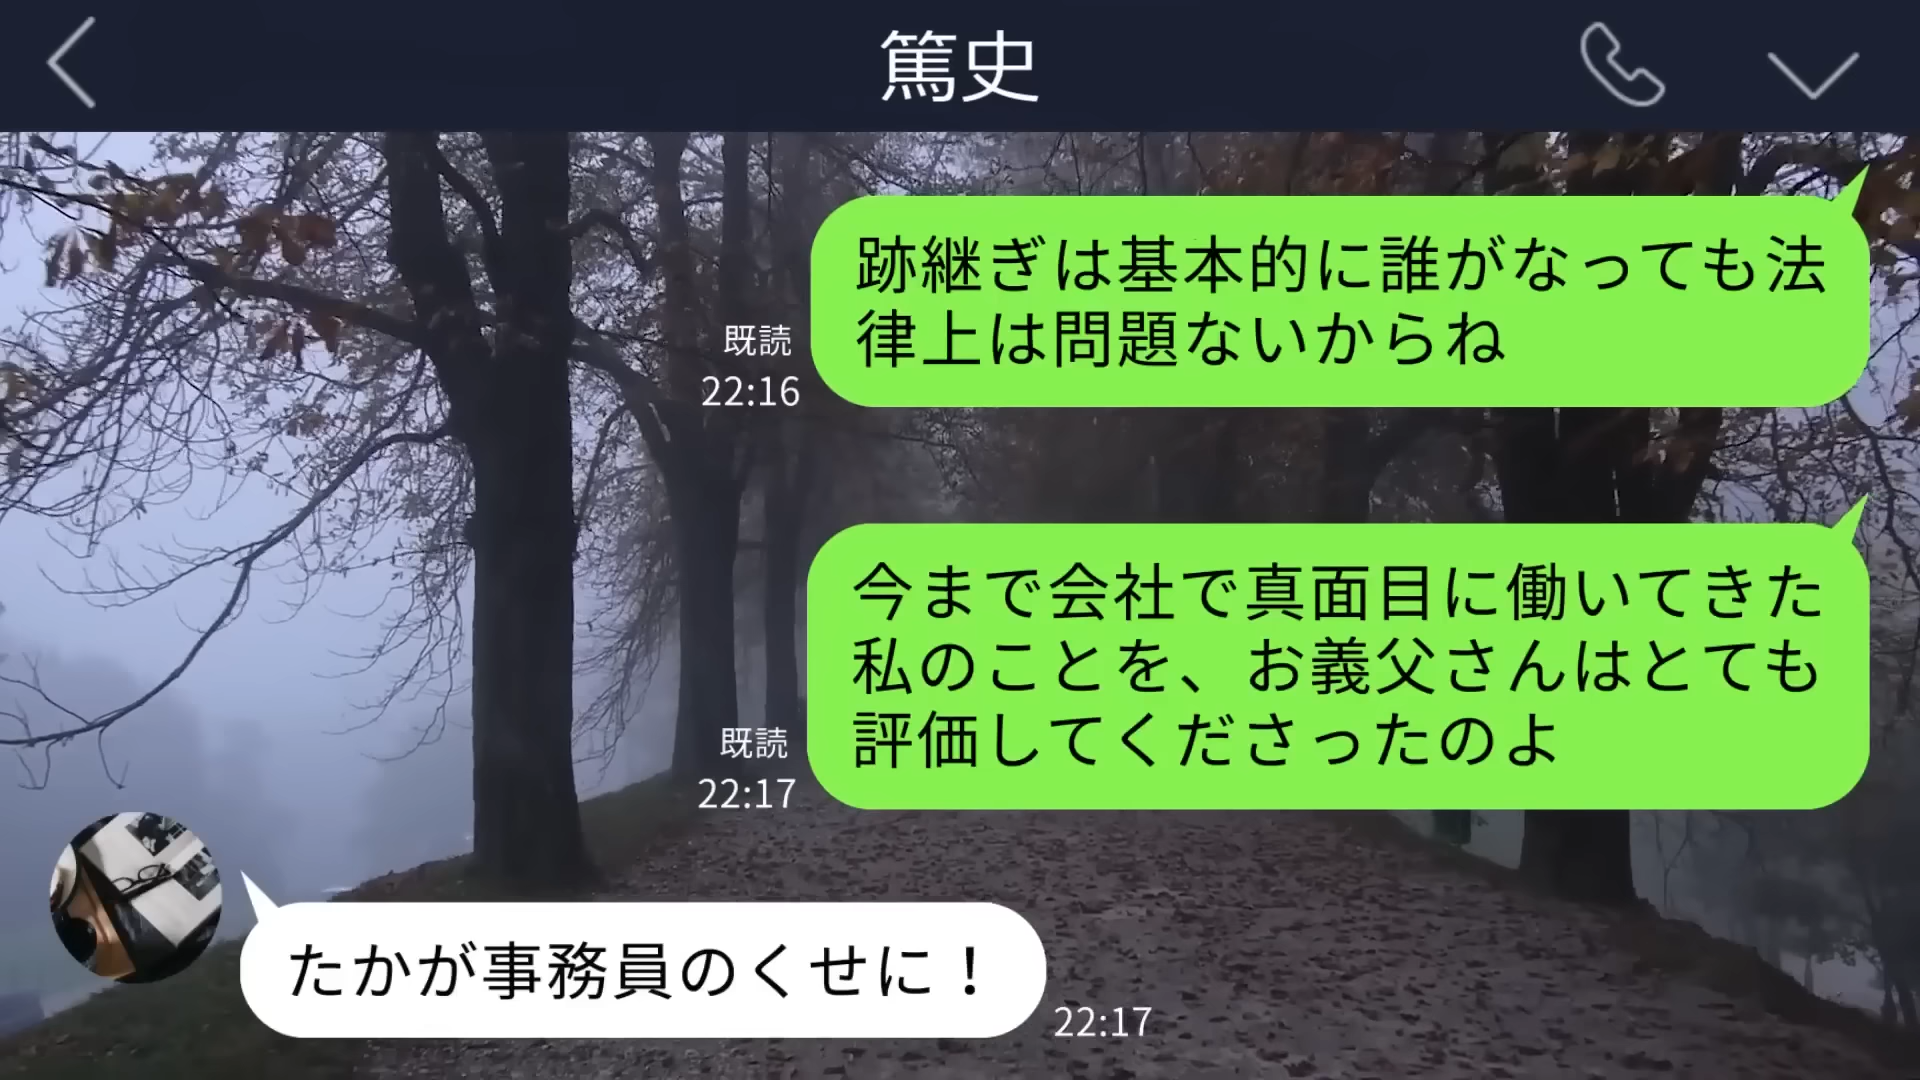 篤史
跡継ぎは基本的に誰がなっても法
律上は問題ないからね
既読
22:16
今まで会社で真面目に働いてきた
私のことを、お義父さんはとても
評価してくださったのよ
既読
22:17
たかが事務員のくせに！
22:17